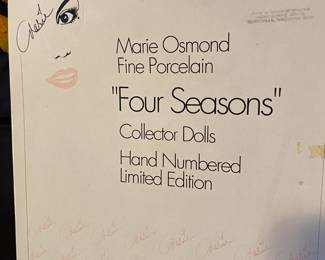 Marie Osmond
Fine Porcelain
"Four Seasons"
Collector Dolls
Hand Numbered
Limited Edition